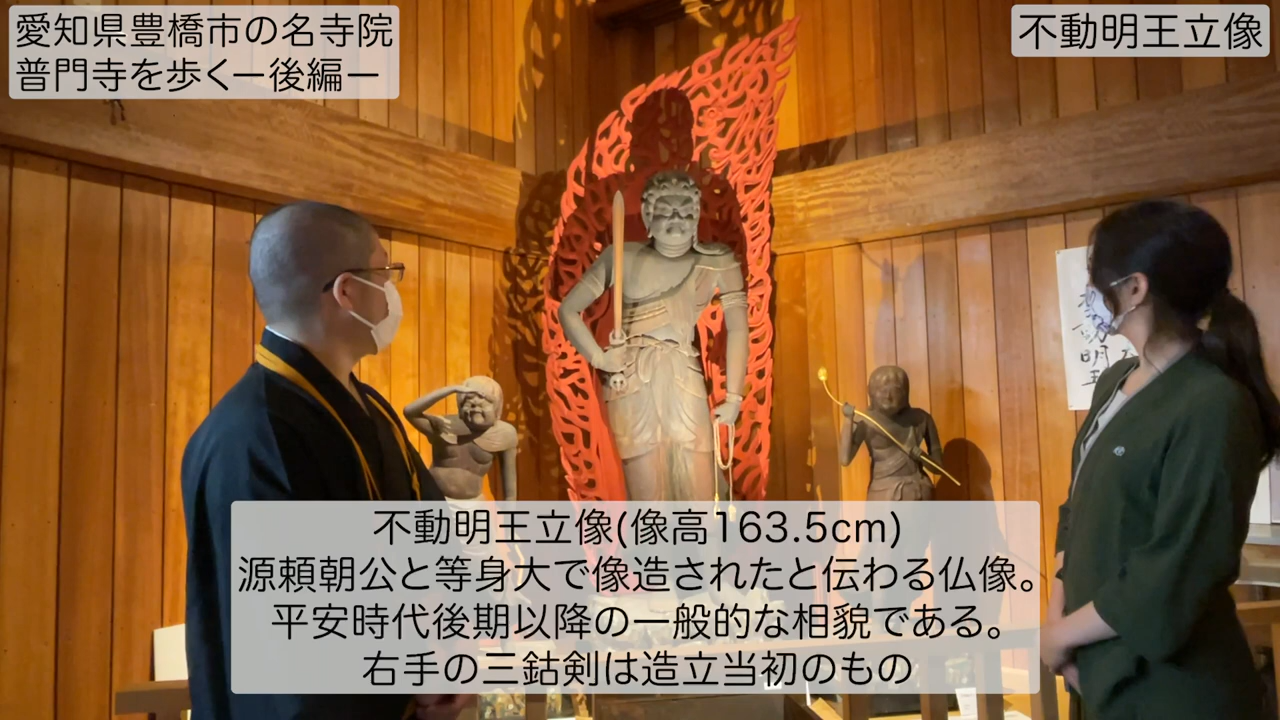 愛知県豊橋市の名寺院
普門寺を歩くー後編ー
不動明王立像
動明王
不動明王立像(像高163.5cm)
源頼朝公と等身大で像造されたと伝わる仏像。
平安時代後期以降の一般的な相貌である。
右手の三鈷剣は造立当初のもの